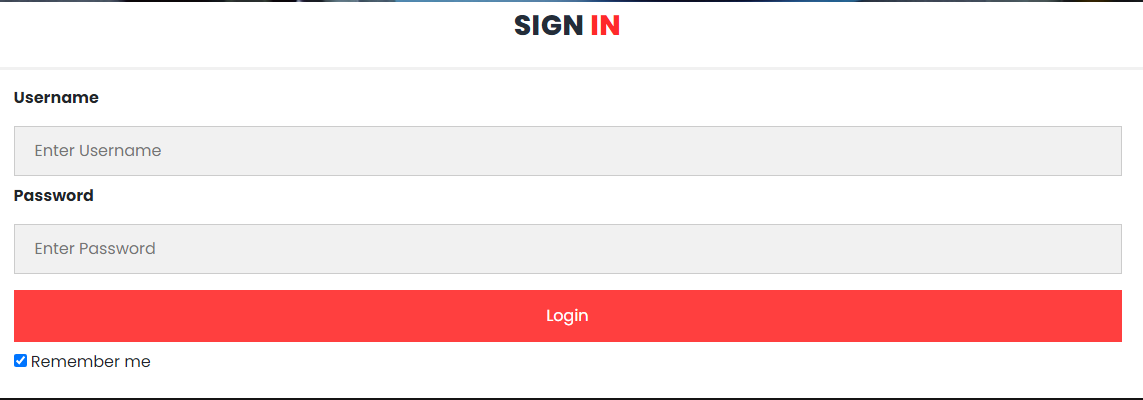 SIGN IN
Username
Enter Username
Password
Enter Password
Login
Remember me